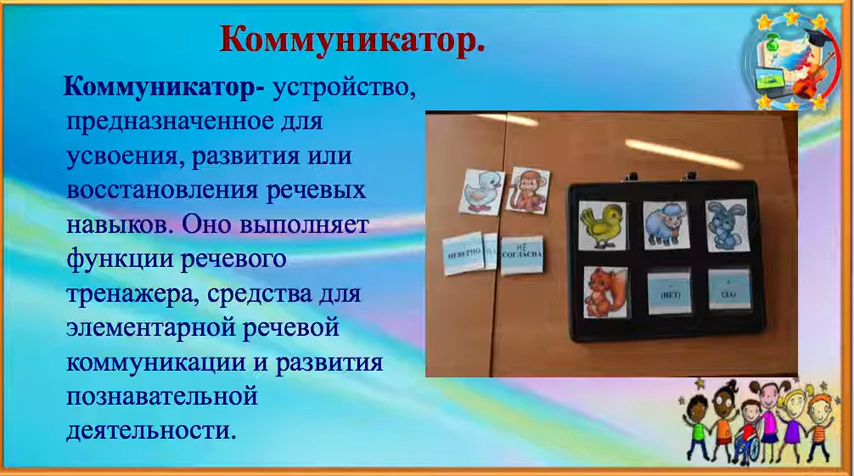 Коммуникатор.
Коммуникатор- устройство,
предназначенное для
усвоения, развития или
восстановления речевых
навыков. Оно выполняет
функции речевого
тренажера, средства для
элементарной речевой
коммуникации и развития
познавательной
деятельности.
НЕВЕРНО
НЕ
СОГЛАСНА
(НЕТ)
(ДА)